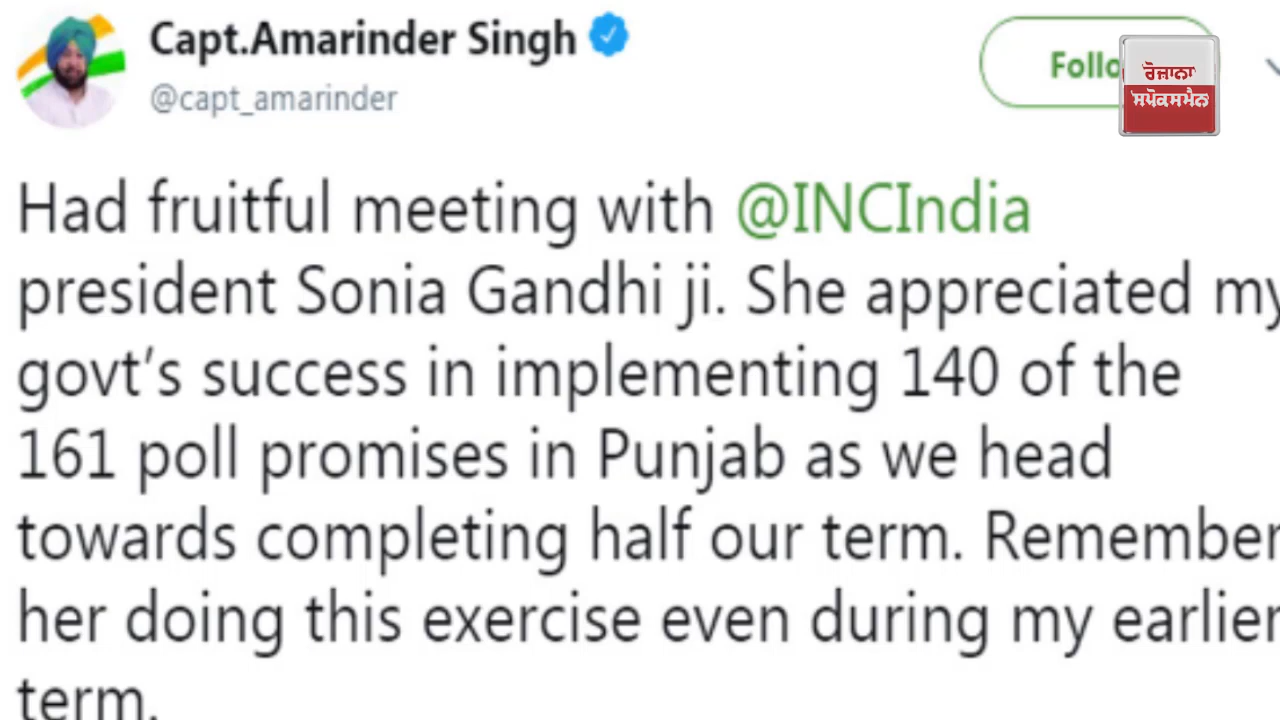 Capt.Amarinder Singh
@capt_amarinder
Follo
ਰੋਜ਼ਾਨਾ
ਸਪੋਕਸਮੈਨ
Had fruitful meeting with @INCIndia
president Sonia Gandhi ji. She appreciated my
govt's success in implementing 140 of the
161 poll promises in Punjab as we head
towards completing half our term. Remember
her doing this exercise even during my earlier
term.